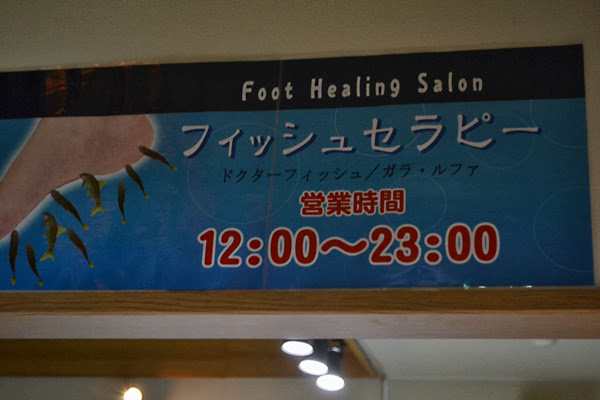 Foot Healing Salon
フィッシュセラピー
ドクターフィッシュ/ガラ・ルファ
営業時間
12:00～23:00